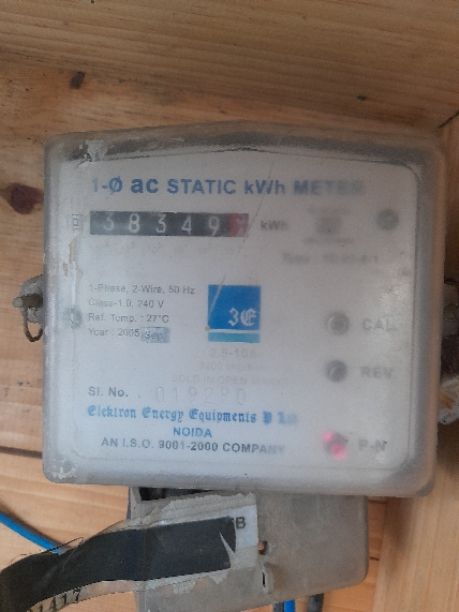 1-Ø ac STATIC kWh METER
38349 kWh
1-Phase, 2-Wire, 50 Hz
Class-1.0, 240 V
Ref. Temp. : 27°C
Year : 2005
3E
CAL
REV
Sl. No.
Elektron Energy Equipments P Ltd
P-N
NOIDA
AN I.S.O. 9001-2000 COMPANY
B